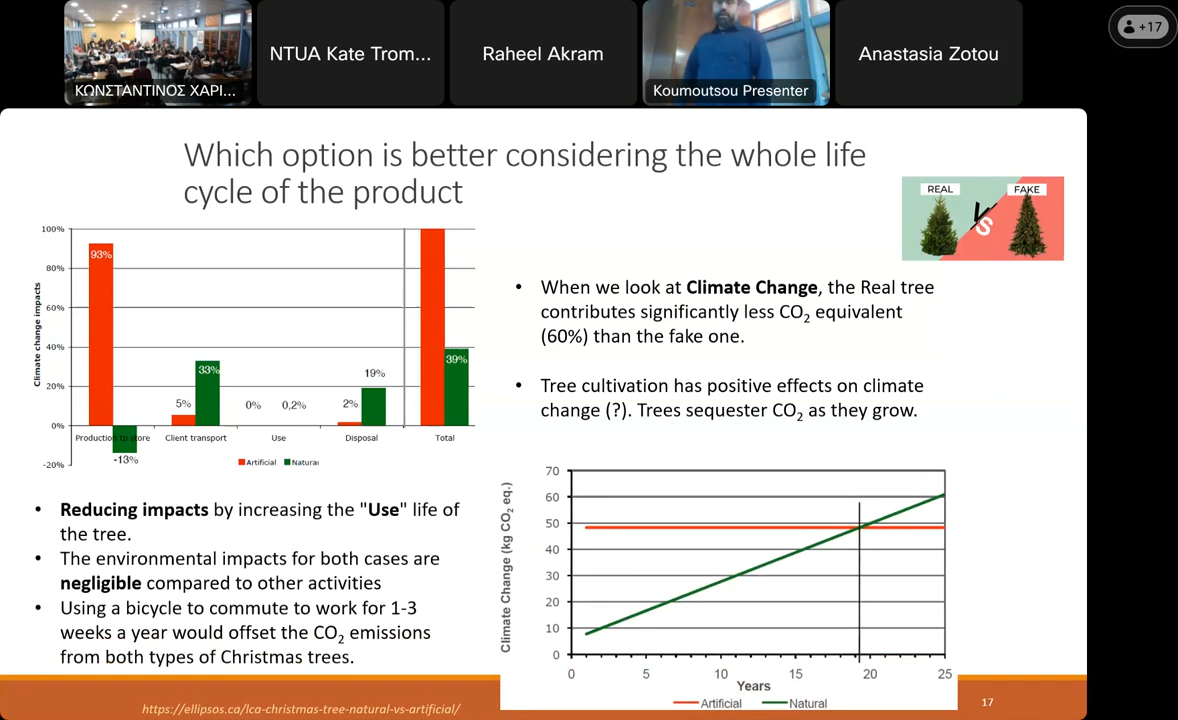 ΚΩΝΣΤΑΝΤΙΝΟΣ ΧΑΡΙ...
NTUA Kate Trom...
Raheel Akram
Koumoutsou Presenter
Anastasia Zotou
+17
Which option is better considering the whole life
cycle of the product
REAL
VS
FAKE
Climate change impacts
100%
80%
60%
40%
20%
0%
-20%
93%
-13%
5%
33%
0%
0,2%
2%
19%
39%
Production to store
Client transport
Use
Disposal
Total
Artificial
Natural
• When we look at Climate Change, the Real tree
contributes significantly less CO2 equivalent
(60%) than the fake one.
• Tree cultivation has positive effects on climate
change (?). Trees sequester CO2 as they grow.
• Reducing impacts by increasing the "Use" life of
the tree.
• The environmental impacts for both cases are
negligible compared to other activities
• Using a bicycle to commute to work for 1-3
weeks a year would offset the CO2 emissions
from both types of Christmas trees.
Climate Change (kg CO2 eq.)
70
60
50
40
30
20
10
0
0 5 10 15 20 25
Years
Artificial
Natural
https://ellipsos.ca/lca-christmas-tree-natural-vs-artificial/
17